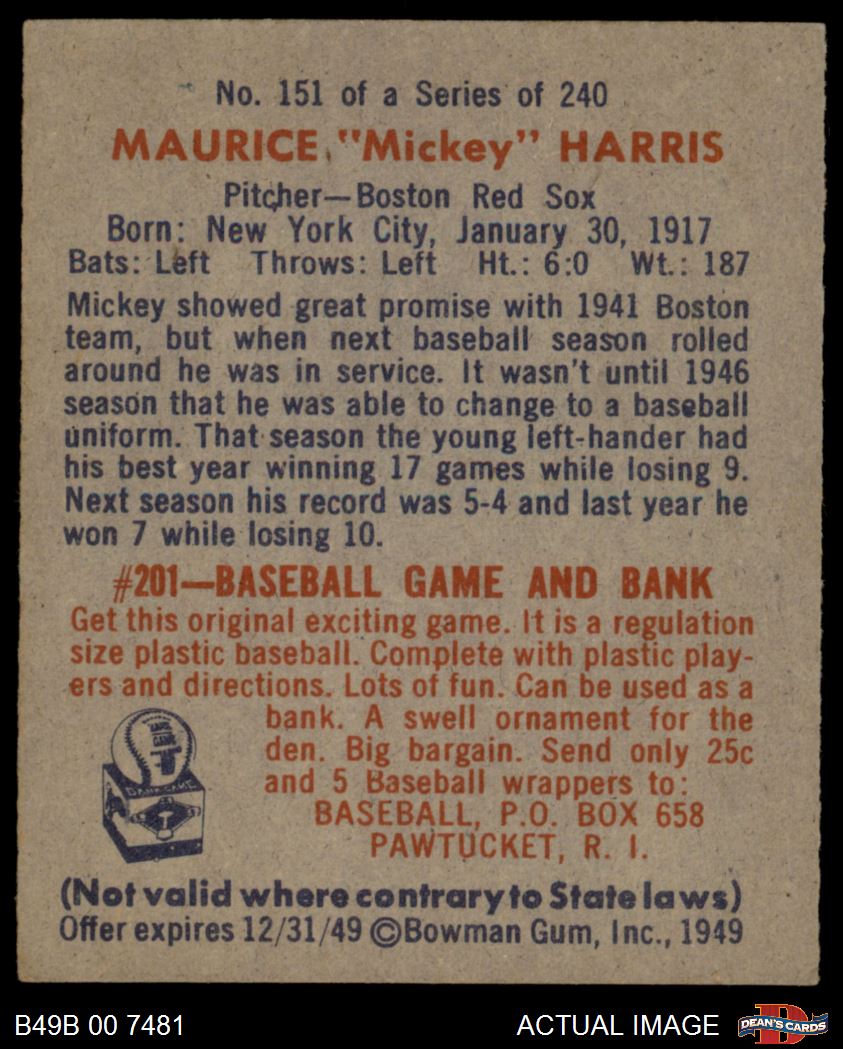 No. 151 of a Series of 240
MAURICE "Mickey" HARRIS
Pitcher—Boston Red Sox
Born: New York City, January 30, 1917
Bats: Left Throws: Left Ht.: 6:0 Wt.: 187
Mickey showed great promise with 1941 Boston
team, but when next baseball season rolled
around he was in service. It wasn't until 1946
season that he was able to change to a baseball
uniform. That season the young left-hander had
his best year winning 17 games while losing 9.
Next season his record was 5-4 and last year he
won 7 while losing 10.
#201—BASEBALL GAME AND BANK
Get this original exciting game. It is a regulation
size plastic baseball. Complete with plastic play-
ers and directions. Lots of fun. Can be used as a
bank. A swell ornament for the
den. Big bargain. Send only 25c
and 5 Baseball wrappers to:
BASEBALL, P.O. BOX 658
PAWTUCKET, R. I.
BANK GAME
(Not valid where contrary to State laws)
Offer expires 12/31/49 ©Bowman Gum, Inc., 1949
B49B 00 7481
ACTUAL IMAGE
DEAN'S CARDS